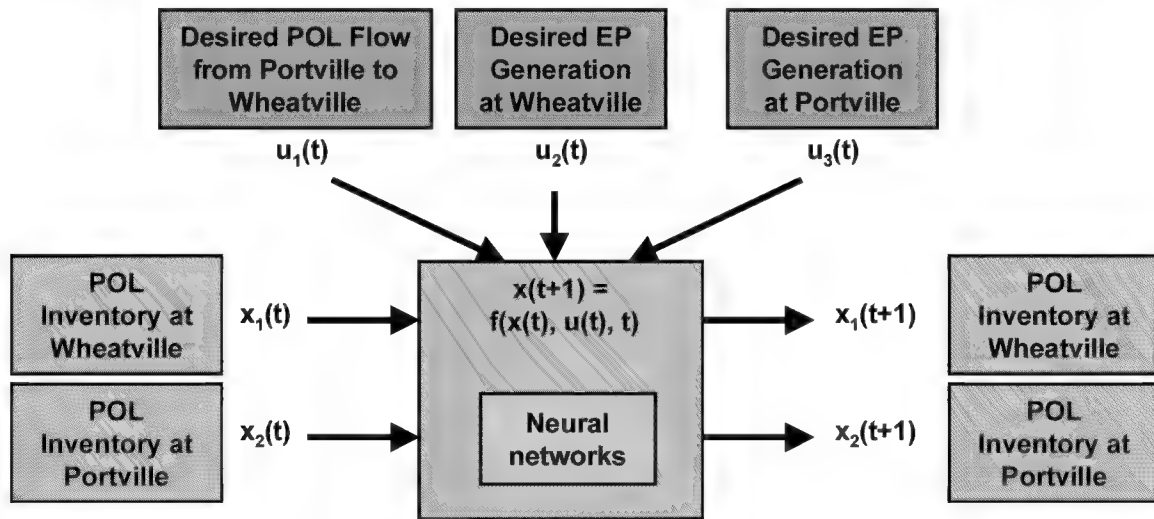 Desired POL Flow
from Portville to
Wheatville
Desired EP
Generation
at Wheatville
Desired EP
Generation
at Portville
u₁(t)
u₂(t)
u₃(t)
POL
Inventory at
Wheatville
x₁(t)
x(t+1) =
f(x(t), u(t), t)
x₁(t+1)
POL
Inventory at
Wheatville
POL
Inventory at
Portville
x₂(t)
Neural
networks
x₂(t+1)
POL
Inventory at
Portville